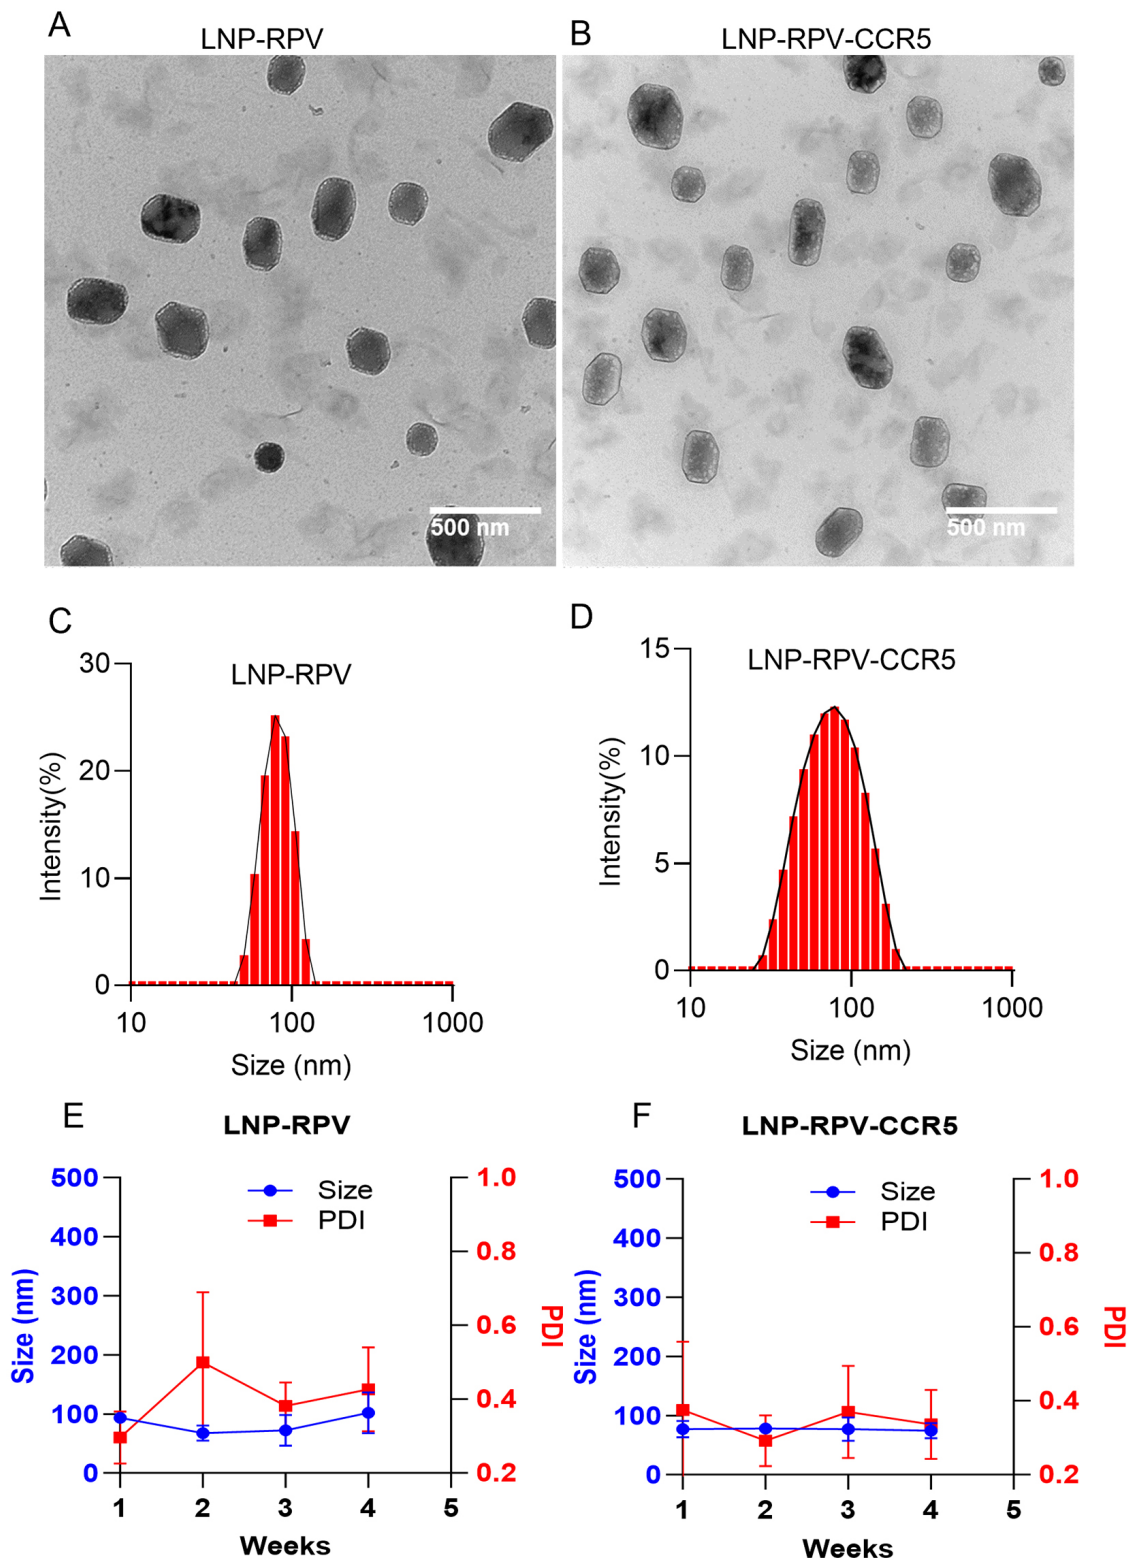 A
LNP-RPV
B
LNP-RPV-CCR5
500 nm
500 nm
C
LNP-RPV
30
20
10
0
Intensity(%)
10
100
1000
Size (nm)
D
LNP-RPV-CCR5
15
10
5
0
Intensity(%)
10
100
1000
Size (nm)
E
LNP-RPV
Size
PDI
500
400
300
200
100
0
Size (nm)
1.0
0.8
0.6
0.4
0.2
PDI
1
2
3
4
5
Weeks
F
LNP-RPV-CCR5
Size
PDI
500
400
300
200
100
0
Size (nm)
1.0
0.8
0.6
0.4
0.2
PDI
1
2
3
4
5
Weeks